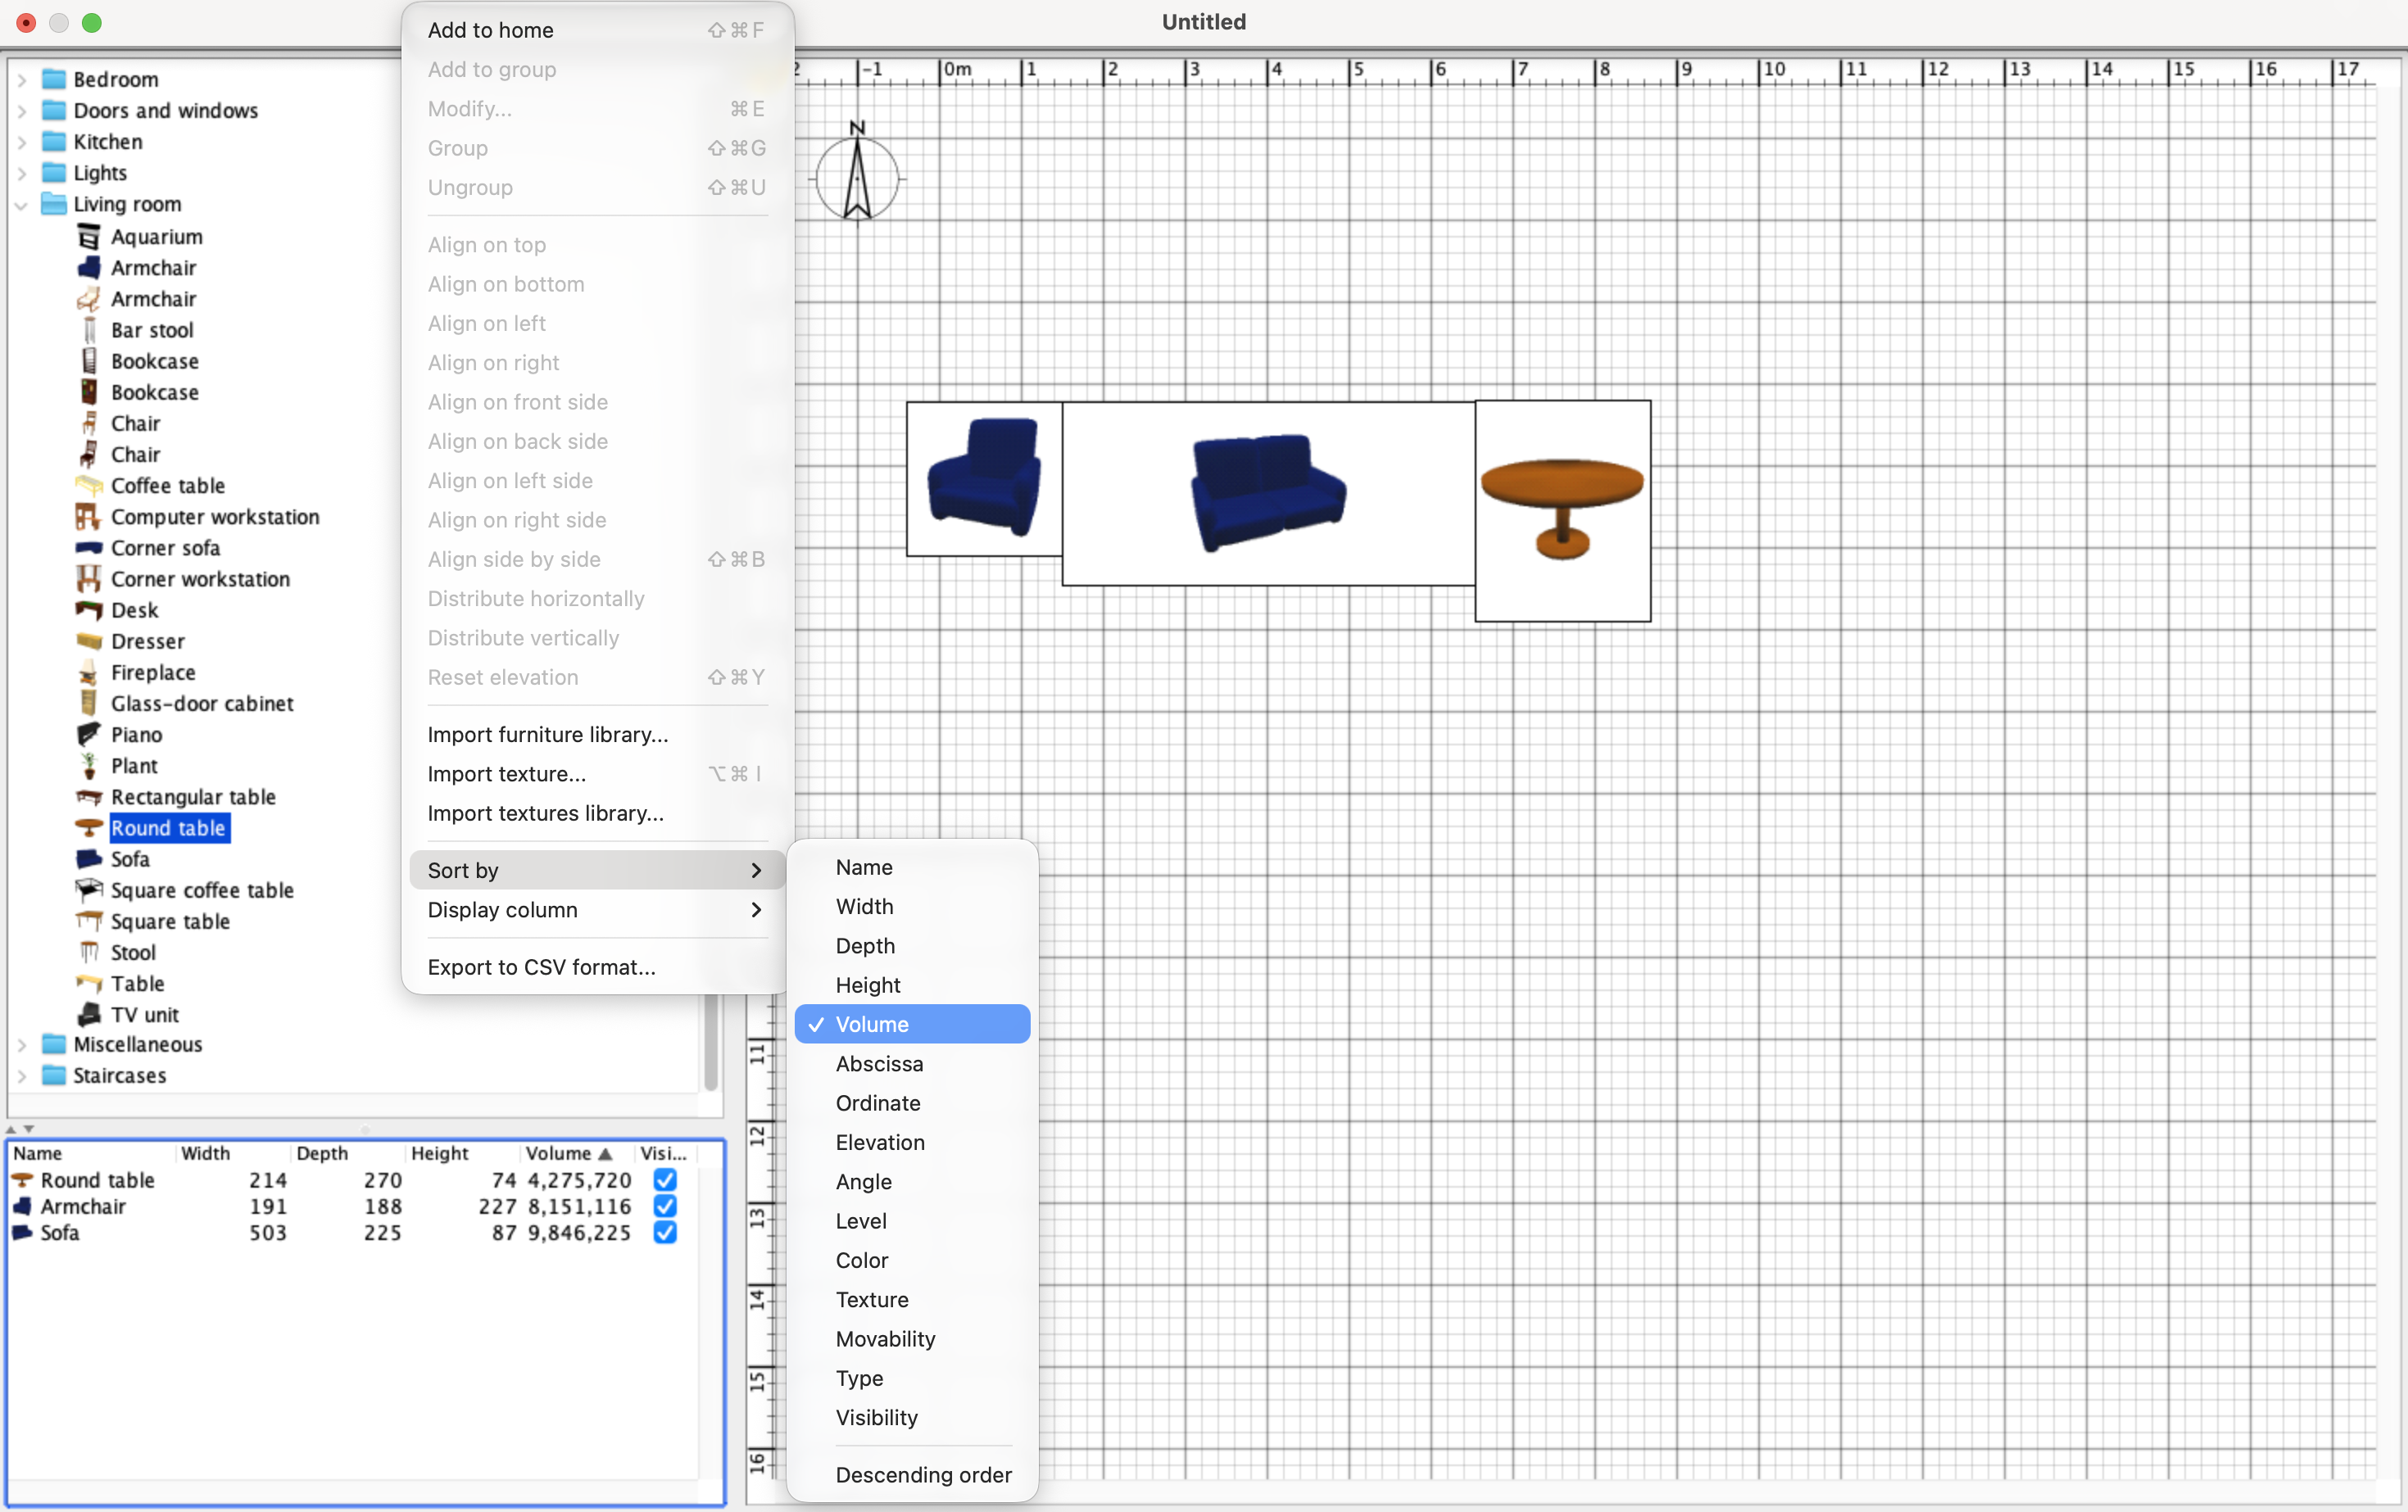 Untitled
Bedroom
Doors and windows
Kitchen
Lights
Living room
Aquarium
Armchair
Armchair
Bar stool
Bookcase
Bookcase
Chair
Chair
Coffee table
Computer workstation
Corner sofa
Corner workstation
Desk
Dresser
Fireplace
Glass-door cabinet
Piano
Plant
Rectangular table
Round table
Sofa
Square coffee table
Square table
Stool
Table
TV unit
Miscellaneous
Staircases
Name Width Depth Height Volume Visi...
Round table 214 270 74 4,275,720
Armchair 191 188 227 8,151,116
Sofa 503 225 87 9,846,225
Add to home ⇧⌘F
Add to group
Modify... ⌘E
Group ⇧⌘G
Ungroup ⇧⌘U
Align on top
Align on bottom
Align on left
Align on right
Align on front side
Align on back side
Align on left side
Align on right side
Align side by side ⇧⌘B
Distribute horizontally
Distribute vertically
Reset elevation ⇧⌘Y
Import furniture library...
Import texture... ⌥⌘I
Import textures library...
Sort by
Display column
Export to CSV format...
Name
Width
Depth
Height
Volume
Abscissa
Ordinate
Elevation
Angle
Level
Color
Texture
Movability
Type
Visibility
Descending order
2 -1 0m 1 2 3 4 5 6 7 8 9 10 11 12 13 14 15 16 17
N
11
12
13
14
15
16